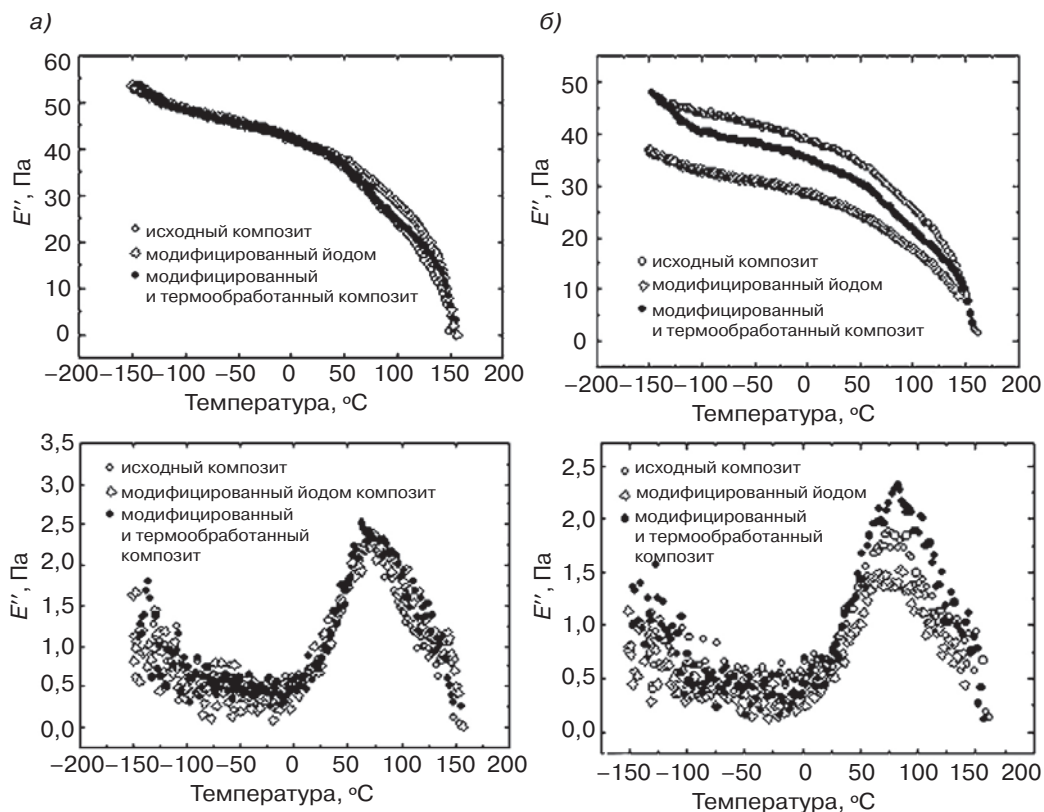 а)
60
50
40
30
20
10
0
E′′, Па
исходный композит
модифицированный йодом
модифицированный
и термообработанный композит
−200 −150 −100 −50 0 50 100 150 200
Температура, °C
б)
50
40
30
20
10
0
E′′, Па
исходный композит
модифицированный йодом
модифицированный
и термообработанный композит
−200 −150 −100 −50 0 50 100 150 200
Температура, °C
3,5
3,0
2,5
2,0
1,5
1,0
0,5
0,0
E′′, Па
исходный композит
модифицированный йодом композит
модифицированный
и термообработанный
композит
−200 −150 −100 −50 0 50 100 150 200
Температура, °C
2,5
2,0
1,5
1,0
0,5
0,0
E′′, Па
исходный композит
модифицированный йодом
модифицированный
и термообработанный
композит
−150 −100 −50 0 50 100 150 200
Температура, °C